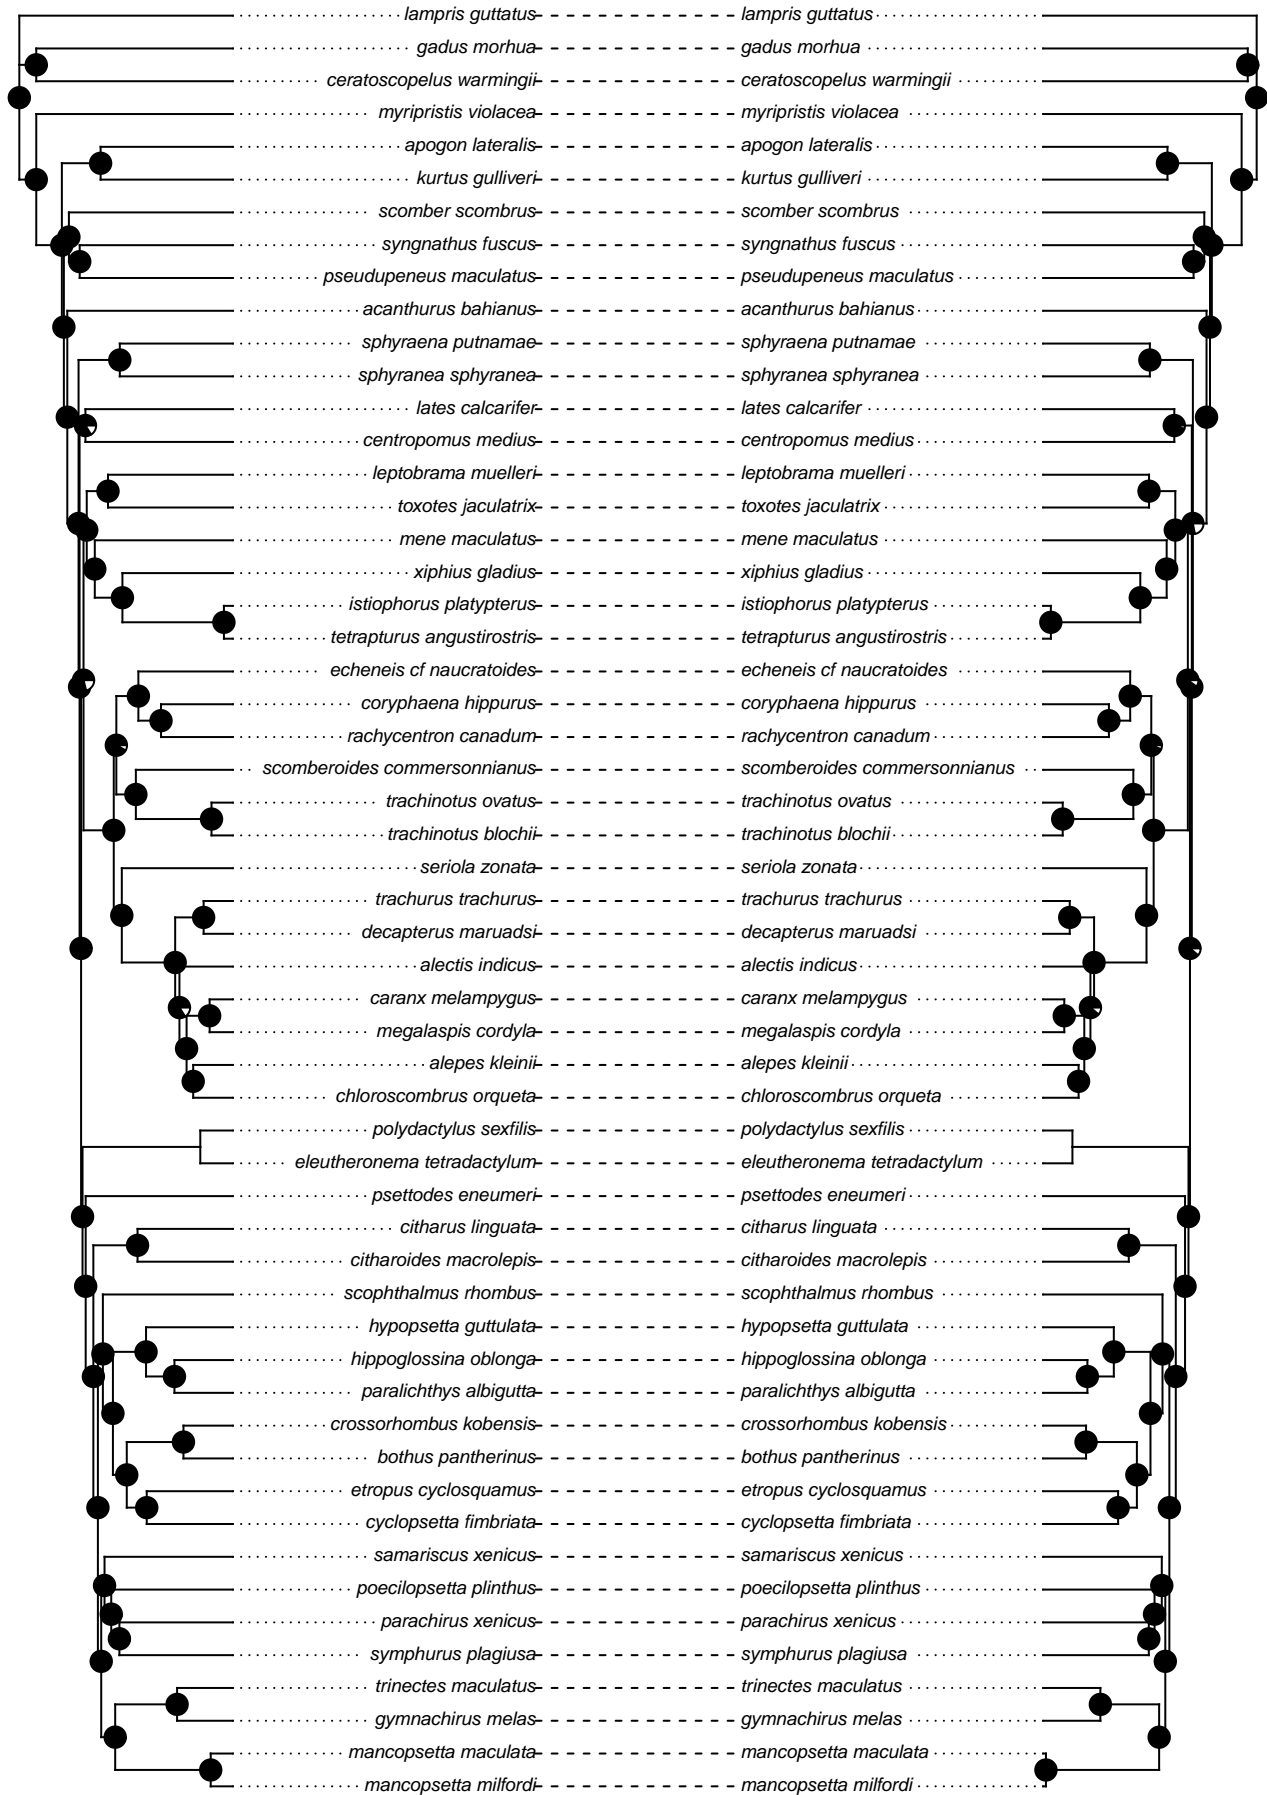 lampris guttatus lampris guttatus
gadus morhua gadus morhua
ceratoscopelus warmingii ceratoscopelus warmingii
myripristis violacea myripristis violacea
apogon lateralis apogon lateralis
kurtus gulliveri kurtus gulliveri
scomber scombrus scomber scombrus
syngnathus fuscus syngnathus fuscus
pseudupeneus maculatus pseudupeneus maculatus
acanthurus bahianus acanthurus bahianus
sphyraena putnamae sphyraena putnamae
sphyranea sphyranea sphyranea sphyranea
lates calcarifer lates calcarifer
centropomus medius centropomus medius
leptobrama muelleri leptobrama muelleri
toxotes jaculatrix toxotes jaculatrix
mene maculatus mene maculatus
xiphius gladius xiphius gladius
istiophorus platypterus istiophorus platypterus
tetrapturus angustirostris tetrapturus angustirostris
echeneis cf naucratoides echeneis cf naucratoides
coryphaena hippurus coryphaena hippurus
rachycentron canadum rachycentron canadum
scomberoides commersonnianus scomberoides commersonnianus
trachinotus ovatus trachinotus ovatus
trachinotus blochii trachinotus blochii
seriola zonata seriola zonata
trachurus trachurus trachurus trachurus
decapterus maruadsi decapterus maruadsi
alectis indicus alectis indicus
caranx melampygus caranx melampygus
megalaspis cordyla megalaspis cordyla
alepes kleinii alepes kleinii
chloroscombrus orqueta chloroscombrus orqueta
polydactylus sexfilis polydactylus sexfilis
eleutheronema tetradactylum eleutheronema tetradactylum
psettodes eneumeri psettodes eneumeri
citharus linguata citharus linguata
citharoides macrolepis citharoides macrolepis
scophthalmus rhombus scophthalmus rhombus
hypopsetta guttulata hypopsetta guttulata
hippoglossina oblonga hippoglossina oblonga
paralichthys albigutta paralichthys albigutta
crossorhombus kobensis crossorhombus kobensis
bothus pantherinus bothus pantherinus
etropus cyclosquamus etropus cyclosquamus
cyclopsetta fimbriata cyclopsetta fimbriata
samariscus xenicus samariscus xenicus
poecilopsetta plinthus poecilopsetta plinthus
parachirus xenicus parachirus xenicus
symphurus plagiusa symphurus plagiusa
trinectes maculatus trinectes maculatus
gymnachirus melas gymnachirus melas
mancopsetta maculata mancopsetta maculata
mancopsetta milfordi mancopsetta milfordi